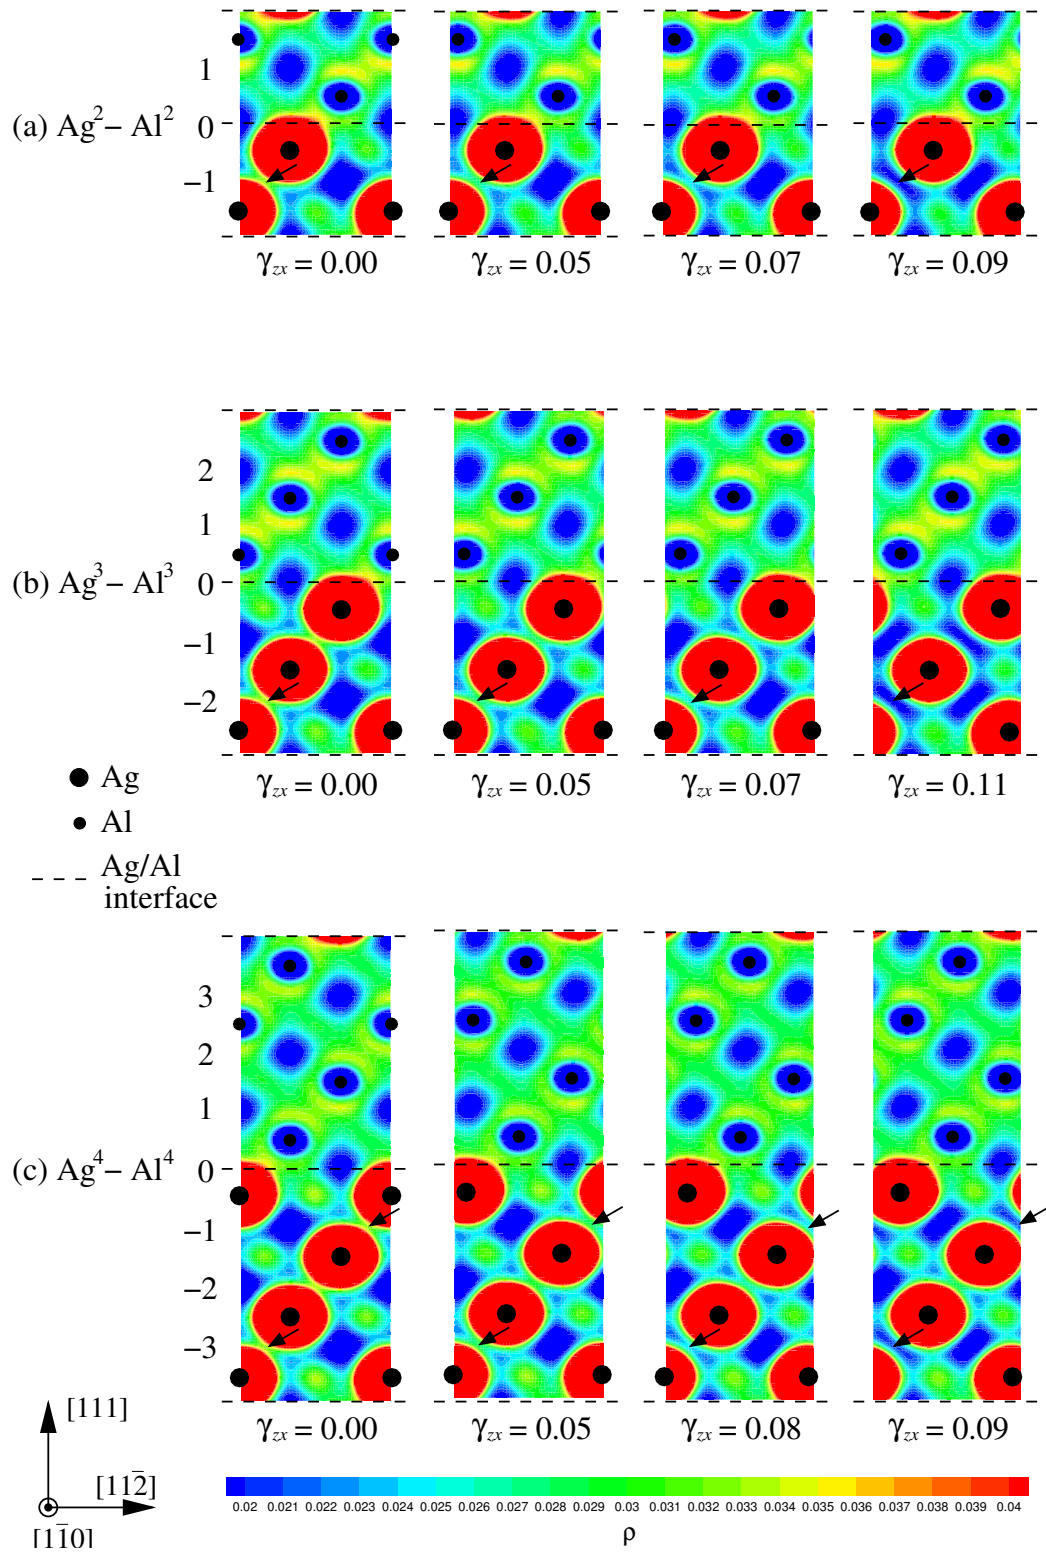 1
(a) Ag² – Al² 0
−1
γzx = 0.00 γzx = 0.05 γzx = 0.07 γzx = 0.09
2
1
(b) Ag³ – Al³ 0
−1
−2
γzx = 0.00 γzx = 0.05 γzx = 0.07 γzx = 0.11
Ag
Al
Ag/Al
interface
3
2
1
(c) Ag⁴ – Al⁴ 0
−1
−2
−3
γzx = 0.00 γzx = 0.05 γzx = 0.08 γzx = 0.09
[111]
[112̄]
[11̄0]
0.02 0.021 0.022 0.023 0.024 0.025 0.026 0.027 0.028 0.029 0.03 0.031 0.032 0.033 0.034 0.035 0.036 0.037 0.038 0.039 0.04
ρ